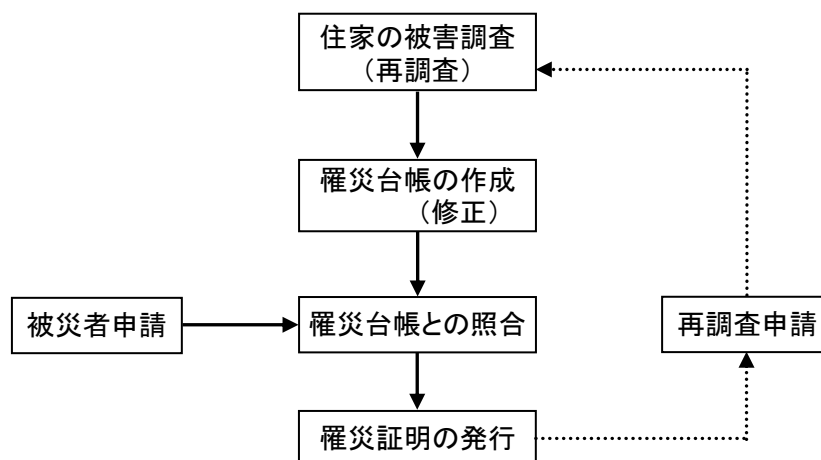 住家の被害調査
(再調査)
罹災台帳の作成
(修正)
被災者申請
罹災台帳との照合
再調査申請
罹災証明の発行